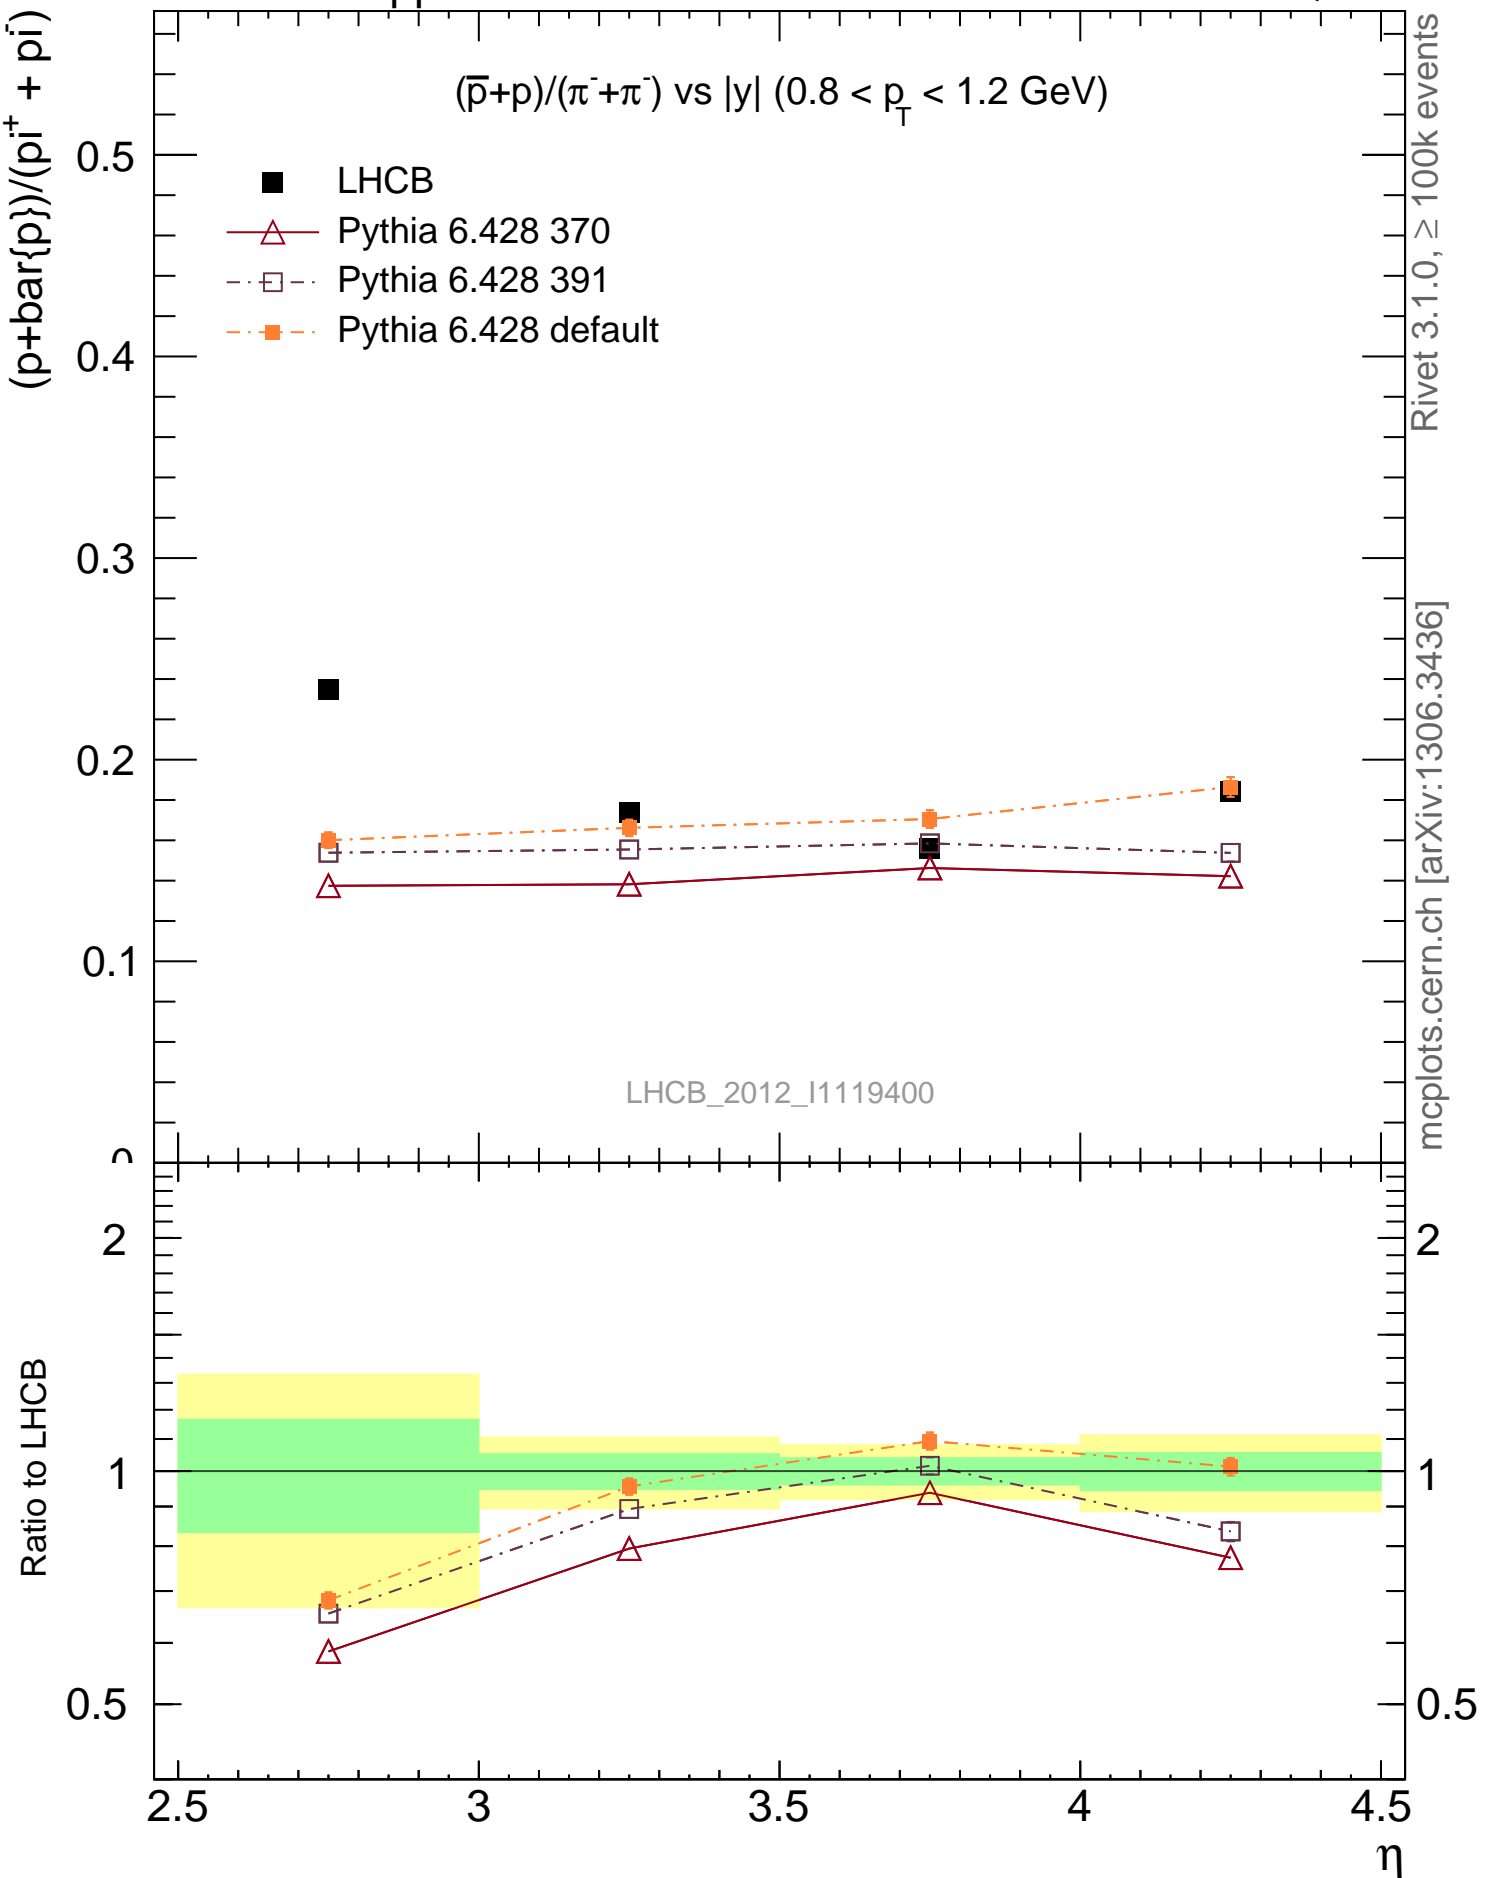 (p̅+p)/(π⁻+π⁻) vs |y| (0.8 < p_T < 1.2 GeV)
(p+bar{p})/(pi⁺ + pi⁻)
LHCB
Pythia 6.428 370
Pythia 6.428 391
Pythia 6.428 default
0.5
0.4
0.3
0.2
0.1
0
LHCB_2012_I1119400
Rivet 3.1.0, ≥ 100k events
mcplots.cern.ch [arXiv:1306.3436]
Ratio to LHCB
2
1
0.5
2
1
0.5
2.5 3 3.5 4 4.5
η